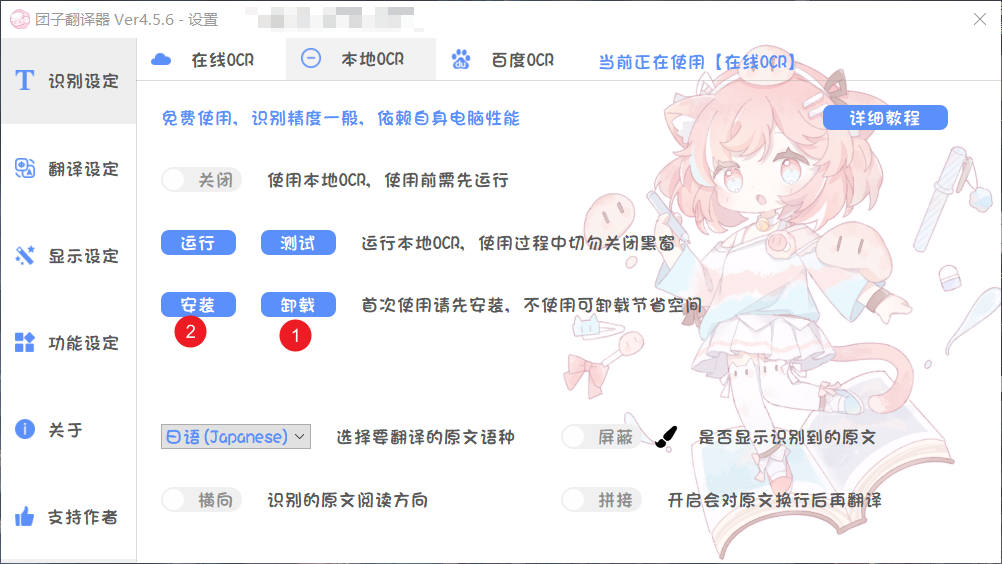 团子翻译器 Ver4.5.6 - 设置
识别设定
翻译设定
显示设定
功能设定
关于
支持作者
在线OCR
本地OCR
百度OCR
当前正在使用【在线OCR】
免费使用, 识别精度一般, 依赖自身电脑性能
详细教程
关闭
使用本地OCR, 使用前需先运行
运行
测试
运行本地OCR, 使用过程中切勿关闭黑窗
安装
卸载
首次使用请先安装, 不使用可卸载节省空间
2
1
日语(Japanese)
选择要翻译的原文语种
屏蔽
是否显示识别到的原文
横向
识别的原文阅读方向
拼接
开启会对原文换行后再翻译